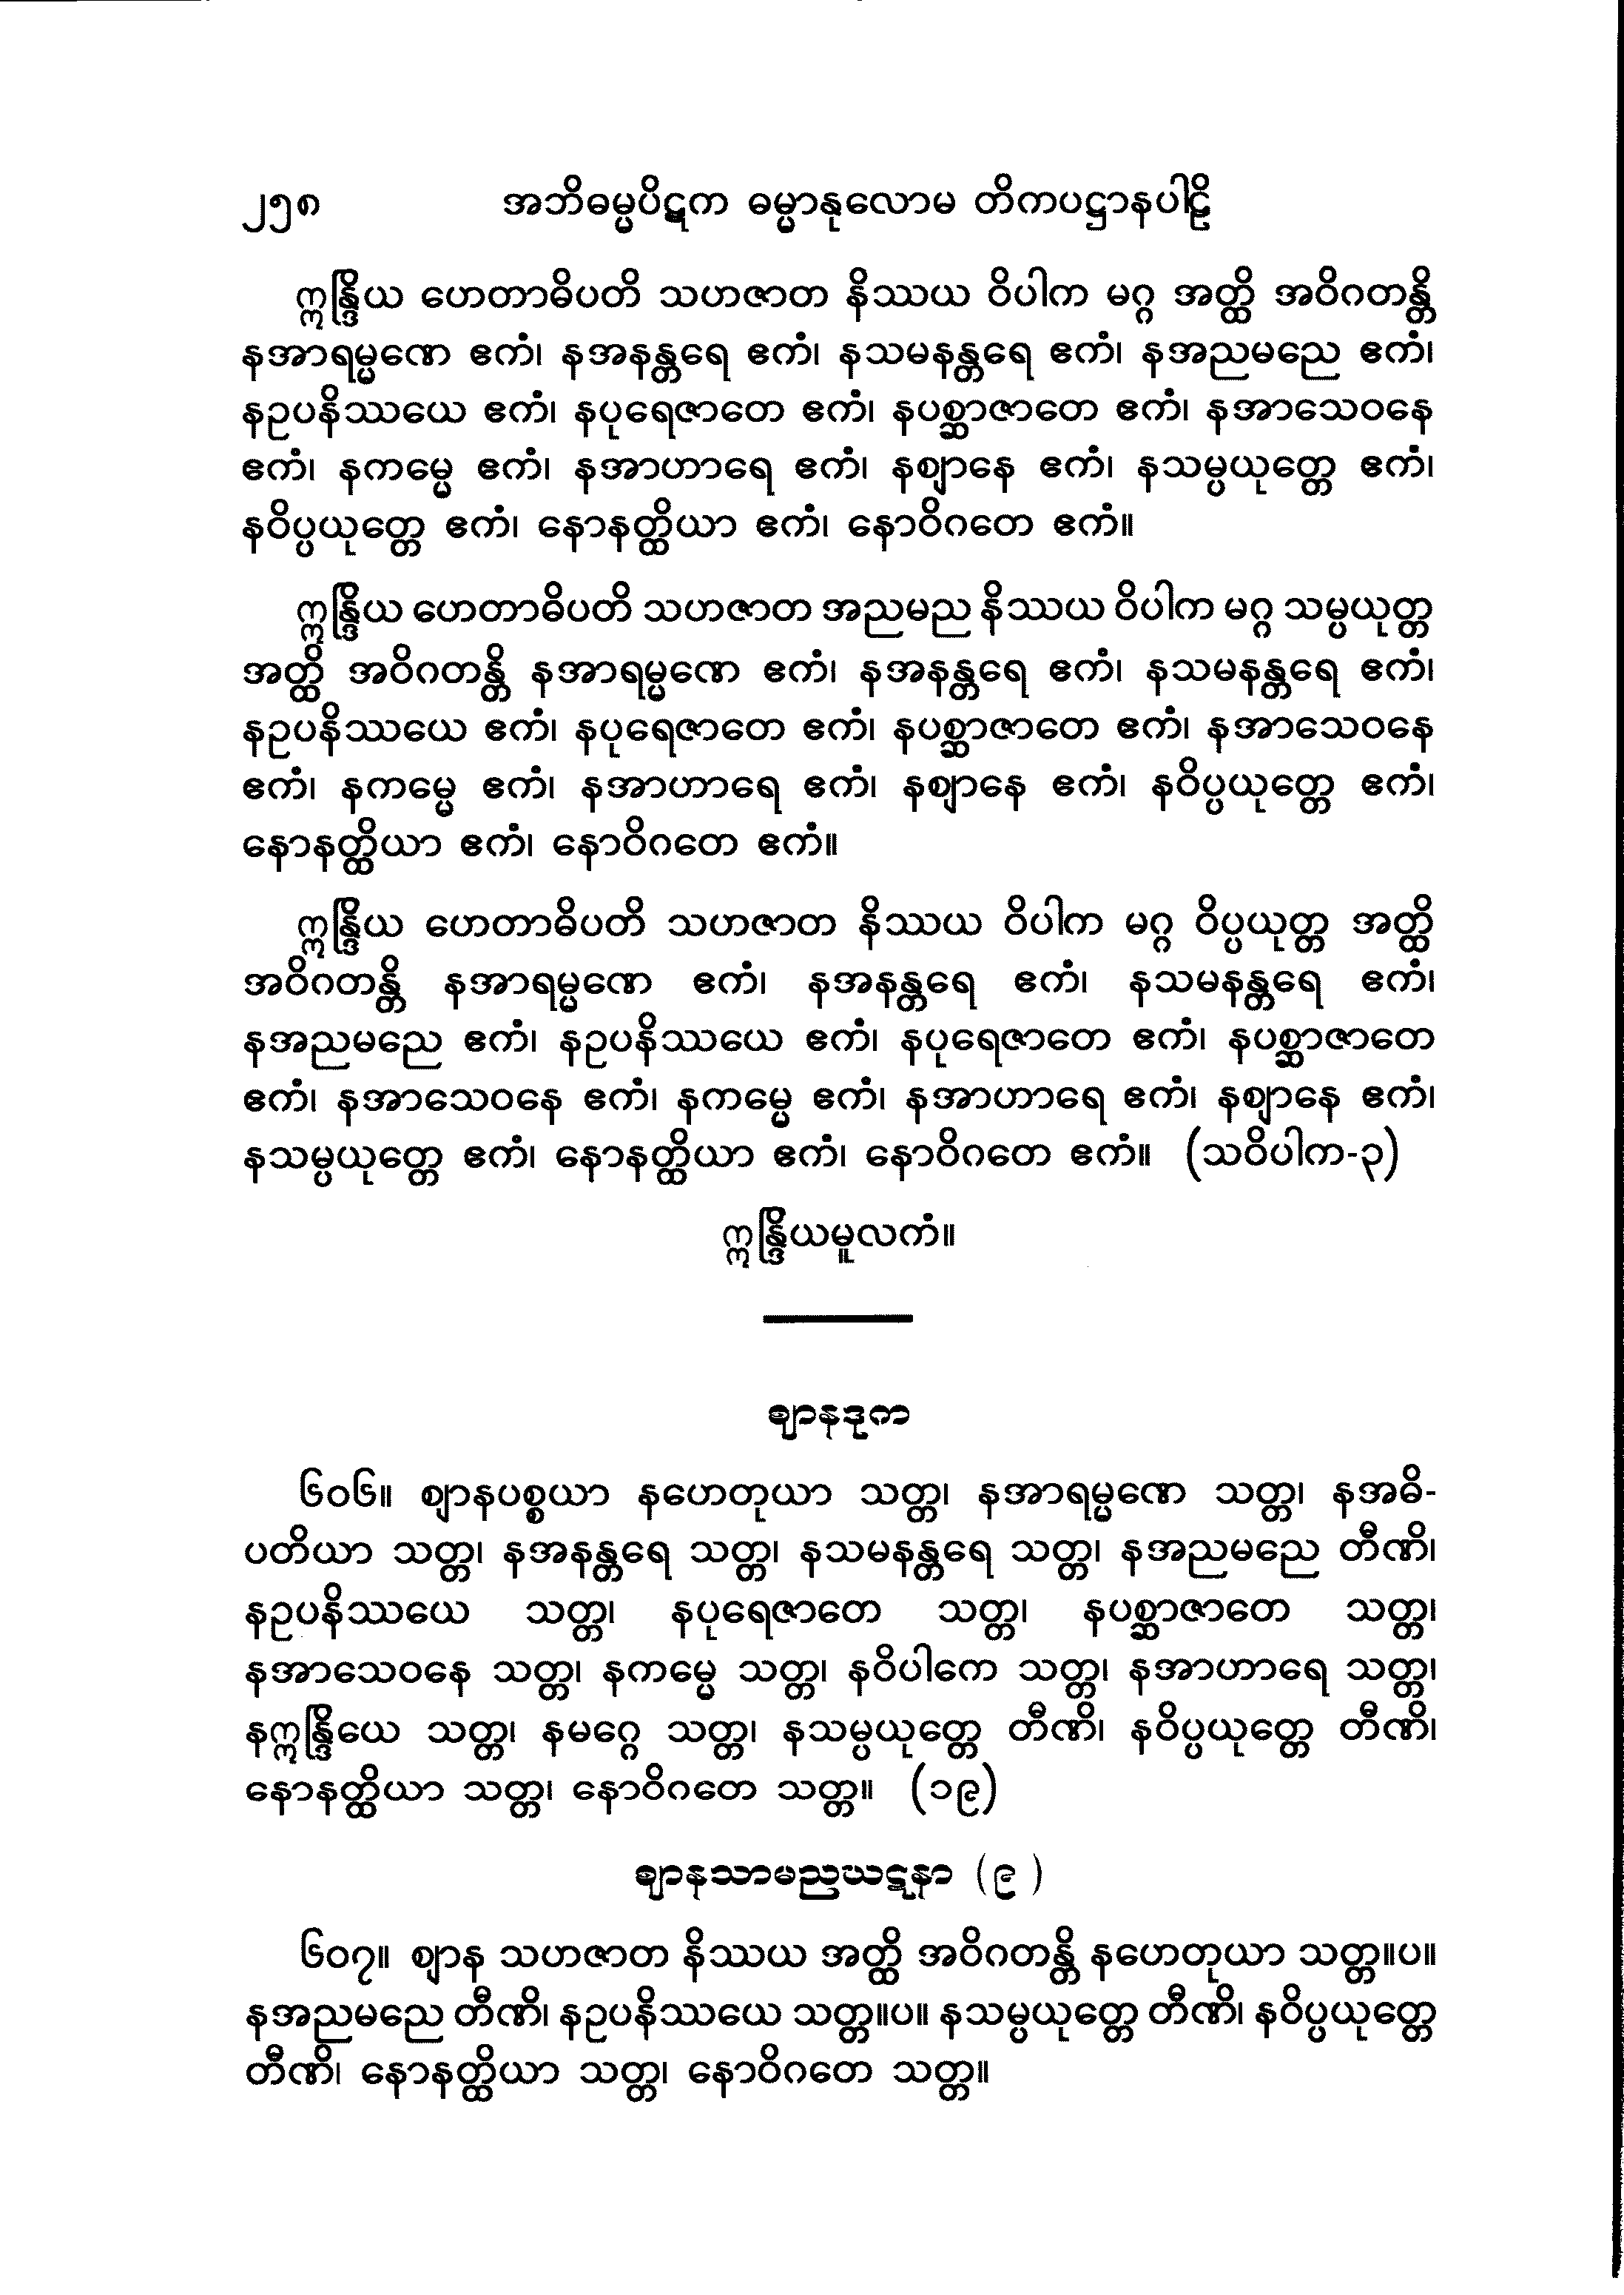 ၂၅၈ အဘိဓမ္မပိဋက ဓမ္မာနုလောမ တိကပဋ္ဌာနပါဠိ
ဣန္ဒြိယ ဟေတာဓိပတိ သဟဇာတ နိဿယ ဝိပါက မဂ္ဂ အတ္ထိ အဝိဂတန္တိ
နအာရမ္မဏေ ဧကံ၊ နအနန္တရေ ဧကံ၊ နသမနန္တရေ ဧကံ၊ နအညမညေ ဧကံ၊
နဥပနိဿယေ ဧကံ၊ နပုရေဇာတေ ဧကံ၊ နပစ္ဆာဇာတေ ဧကံ၊ နအာသေဝနေ
ဧကံ၊ နကမ္မေ ဧကံ၊ နအာဟာရေ ဧကံ၊ နဈာနေ ဧကံ၊ နသမ္ပယုတ္တေ ဧကံ၊
နဝိပ္ပယုတ္တေ ဧကံ၊ နောနတ္ထိယာ ဧကံ၊ နောဝိဂတေ ဧကံ။
ဣန္ဒြိယ ဟေတာဓိပတိ သဟဇာတ အညမည နိဿယ ဝိပါက မဂ္ဂ သမ္ပယုတ္တ
အတ္ထိ အဝိဂတန္တိ နအာရမ္မဏေ ဧကံ၊ နအနန္တရေ ဧကံ၊ နသမနန္တရေ ဧကံ၊
နဥပနိဿယေ ဧကံ၊ နပုရေဇာတေ ဧကံ၊ နပစ္ဆာဇာတေ ဧကံ၊ နအာသေဝနေ
ဧကံ၊ နကမ္မေ ဧကံ၊ နအာဟာရေ ဧကံ၊ နဈာနေ ဧကံ၊ နဝိပ္ပယုတ္တေ ဧကံ၊
နောနတ္ထိယာ ဧကံ၊ နောဝိဂတေ ဧကံ။
ဣန္ဒြိယ ဟေတာဓိပတိ သဟဇာတ နိဿယ ဝိပါက မဂ္ဂ ဝိပ္ပယုတ္တ အတ္ထိ
အဝိဂတန္တိ နအာရမ္မဏေ ဧကံ၊ နအနန္တရေ ဧကံ၊ နသမနန္တရေ ဧကံ၊
နအညမညေ ဧကံ၊ နဥပနိဿယေ ဧကံ၊ နပုရေဇာတေ ဧကံ၊ နပစ္ဆာဇာတေ
ဧကံ၊ နအာသေဝနေ ဧကံ၊ နကမ္မေ ဧကံ၊ နအာဟာရေ ဧကံ၊ နဈာနေ ဧကံ၊
နသမ္ပယုတ္တေ ဧကံ၊ နောနတ္ထိယာ ဧကံ၊ နောဝိဂတေ ဧကံ။ (သဝိပါက-၃)
ဣန္ဒြိယမူလကံ။
ဈာနဒုက
၆၀၆။ ဈာနပစ္စယာ နဟေတုယာ သတ္တ၊ နအာရမ္မဏေ သတ္တ၊ နအဓိ-
ပတိယာ သတ္တ၊ နအနန္တရေ သတ္တ၊ နသမနန္တရေ သတ္တ၊ နအညမညေ တီဏိ၊
နဥပနိဿယေ သတ္တ၊ နပုရေဇာတေ သတ္တ၊ နပစ္ဆာဇာတေ သတ္တ၊
နအာသေဝနေ သတ္တ၊ နကမ္မေ သတ္တ၊ နဝိပါကေ သတ္တ၊ နအာဟာရေ သတ္တ၊
နဣန္ဒြိယေ သတ္တ၊ နမဂ္ဂေ သတ္တ၊ နသမ္ပယုတ္တေ တီဏိ၊ နဝိပ္ပယုတ္တေ တီဏိ၊
နောနတ္ထိယာ သတ္တ၊ နောဝိဂတေ သတ္တ။ (၁၉)
ဈာနသာမညဃဋနာ (၉)
၆၀၇။ ဈာန သဟဇာတ နိဿယ အတ္ထိ အဝိဂတန္တိ နဟေတုယာ သတ္တ။ပ။
နအညမညေ တီဏိ၊ နဥပနိဿယေ သတ္တ။ပ။ နသမ္ပယုတ္တေ တီဏိ၊ နဝိပ္ပယုတ္တေ
တီဏိ၊ နောနတ္ထိယာ သတ္တ၊ နောဝိဂတေ သတ္တ။